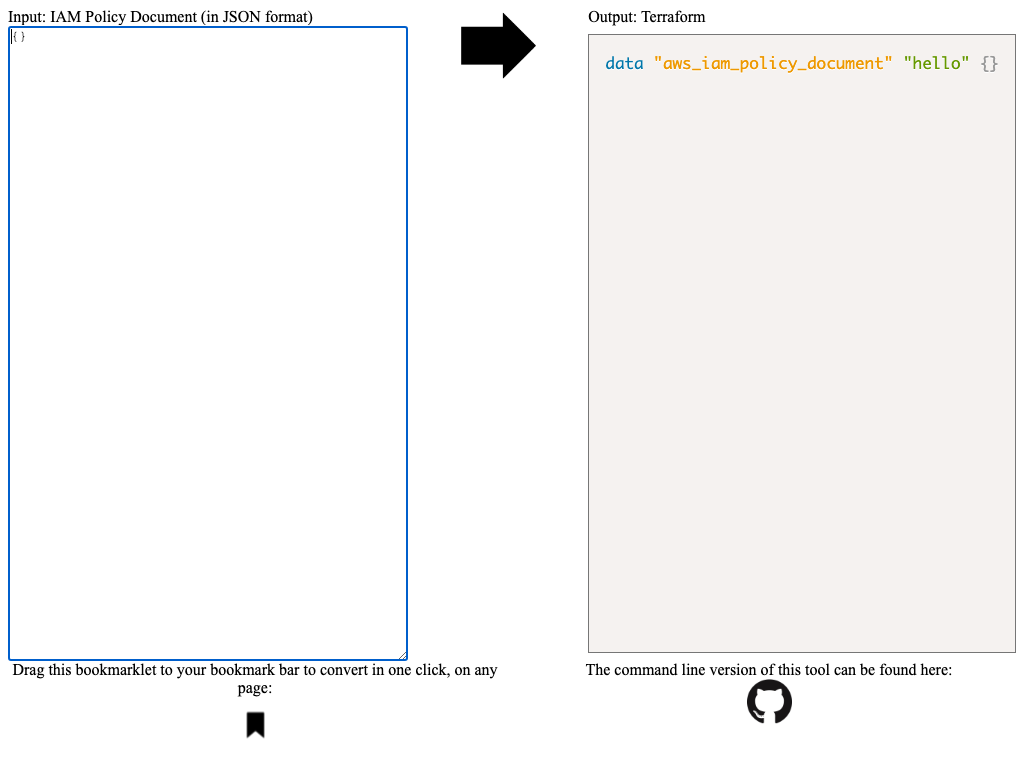 Input: IAM Policy Document (in JSON format)
{}
Output: Terraform
data "aws_iam_policy_document" "hello" {}
Drag this bookmarklet to your bookmark bar to convert in one click, on any
page:
The command line version of this tool can be found here: